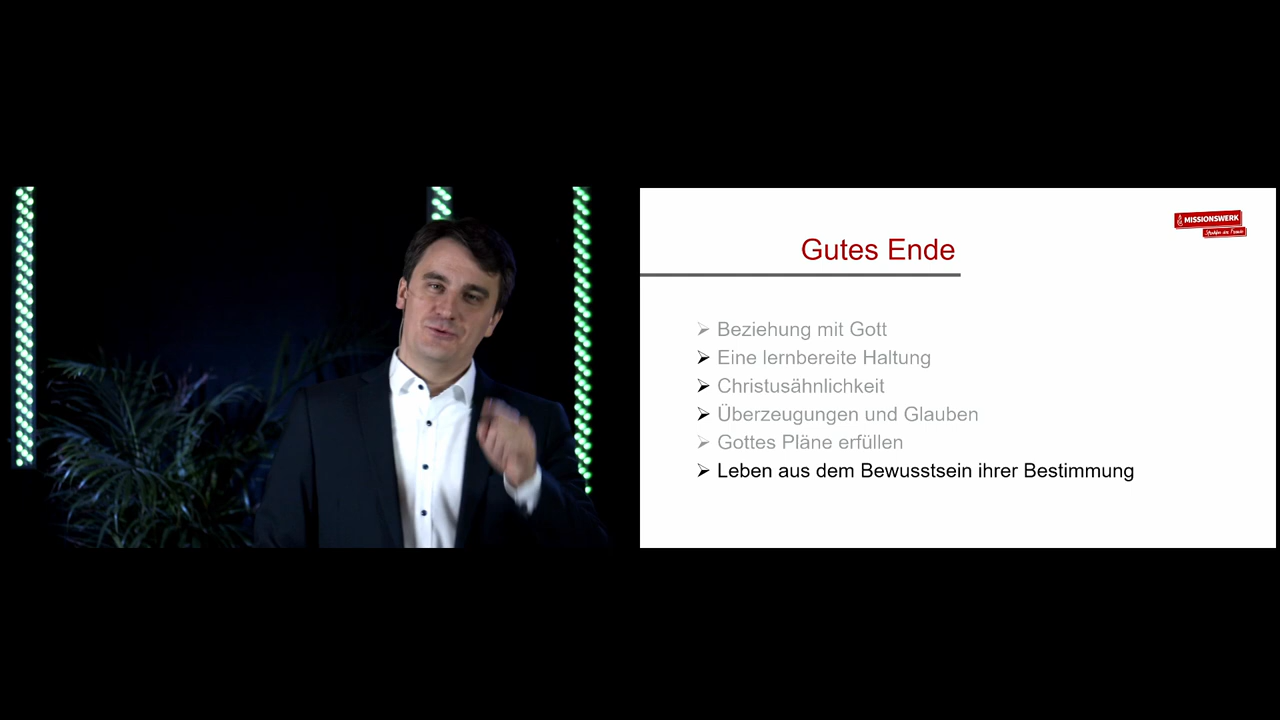 MISSIONSWERK
Gutes Ende
Beziehung mit Gott
Eine lernbereite Haltung
Christusähnlichkeit
Überzeugungen und Glauben
Gottes Pläne erfüllen
Leben aus dem Bewusstsein ihrer Bestimmung